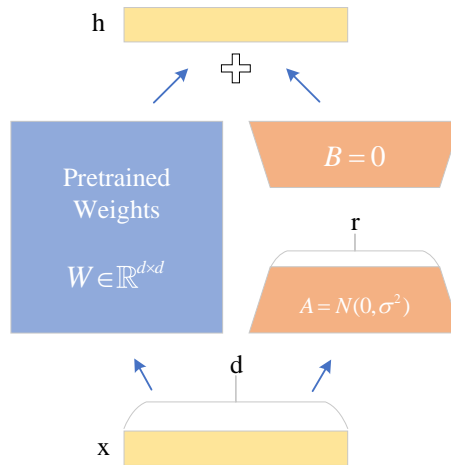 h
Pretrained
Weights
W ∈ ℝ^{d×d}
B = 0
r
A = N(0, σ²)
d
x